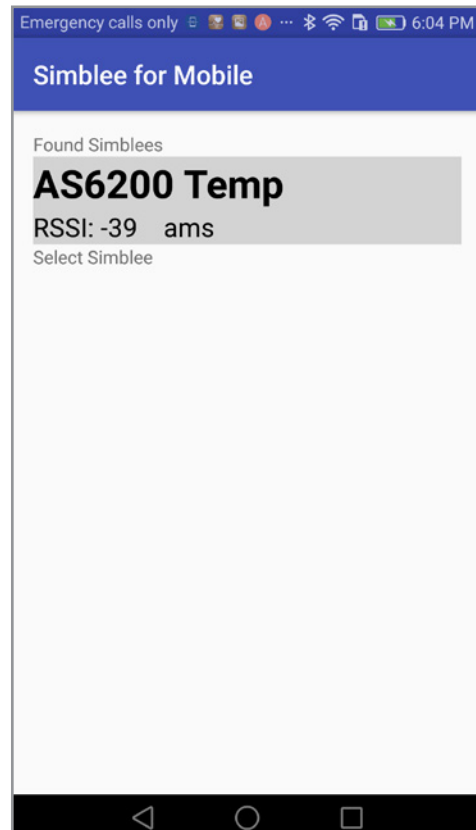 Emergency calls only ··· 6:04 PM
Simblee for Mobile
Found Simblees
AS6200 Temp
RSSI: -39 ams
Select Simblee